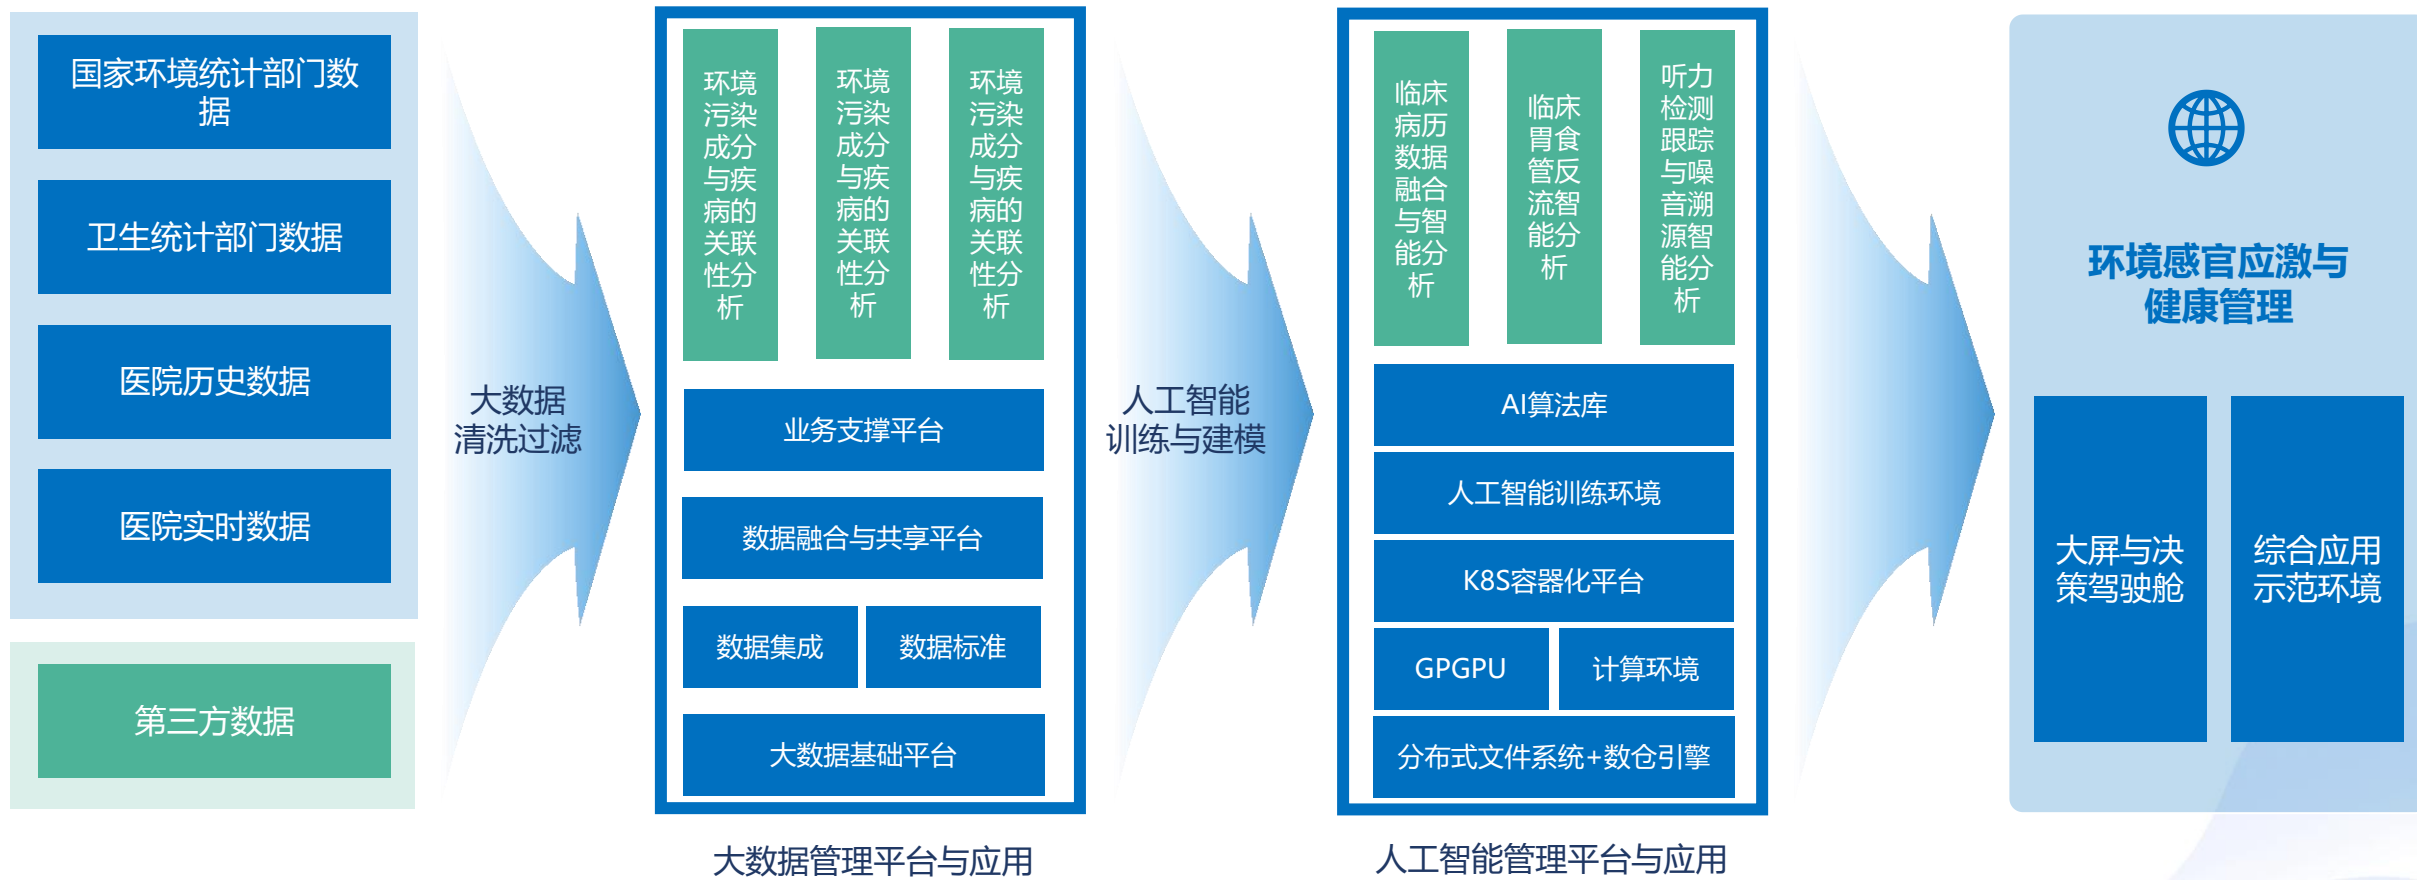 国家环境统计部门数
据
卫生统计部门数据
医院历史数据
医院实时数据
第三方数据
大数据
清洗过滤
环境
污染
成分
与疾
病的
关联
性分
析
环境
污染
成分
与疾
病的
关联
性分
析
环境
污染
成分
与疾
病的
关联
性分
析
业务支撑平台
数据融合与共享平台
数据集成
数据标准
大数据基础平台
大数据管理平台与应用
人工智能
训练与建模
临床
病历
数据
融合
与智
能分
析
临床
胃食
管反
流智
能分
析
听力
检测
跟踪
与噪
音溯
源智
能分
析
AI算法库
人工智能训练环境
K8S容器化平台
GPGPU
计算环境
分布式文件系统+数仓引擎
人工智能管理平台与应用
环境感官应激与
健康管理
大屏与决
策驾驶舱
综合应用
示范环境